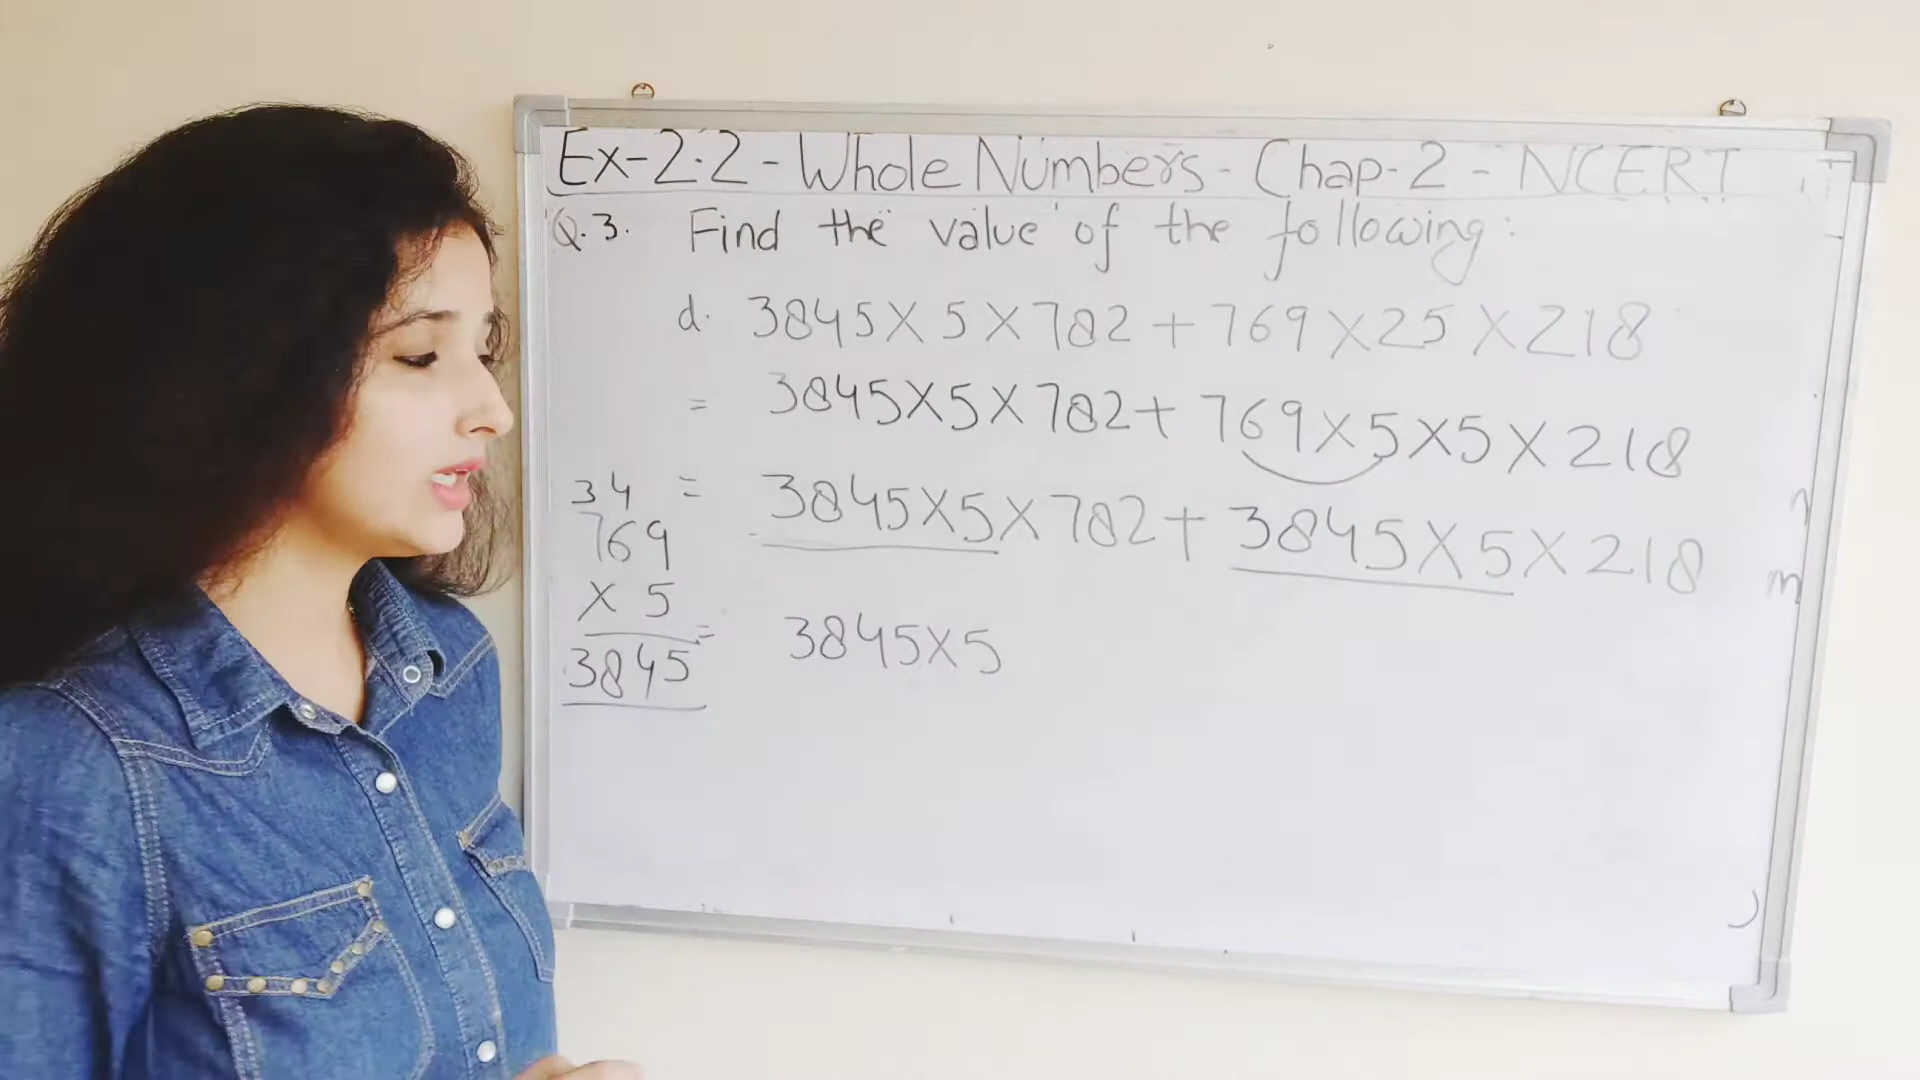 Ex-2.2 - Whole Numbers - Chap-2 - NCERT
Q.3. Find the value of the following:
d. 3845×5×782+769×25×218
= 3845×5×782+769×5×5×218
= 3845×5×782+3845×5×218
= 3845×5
34
769
× 5
3845